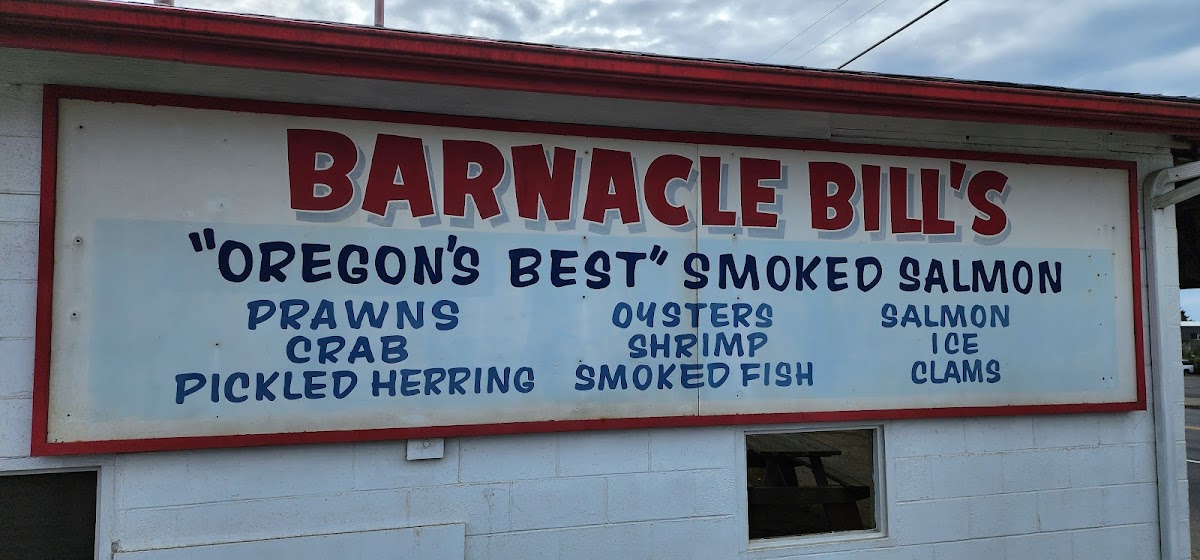 BARNACLE BILL'S
"OREGON'S BEST" SMOKED SALMON
PRAWNS OYSTERS SALMON
CRAB SHRIMP ICE
PICKLED HERRING SMOKED FISH CLAMS